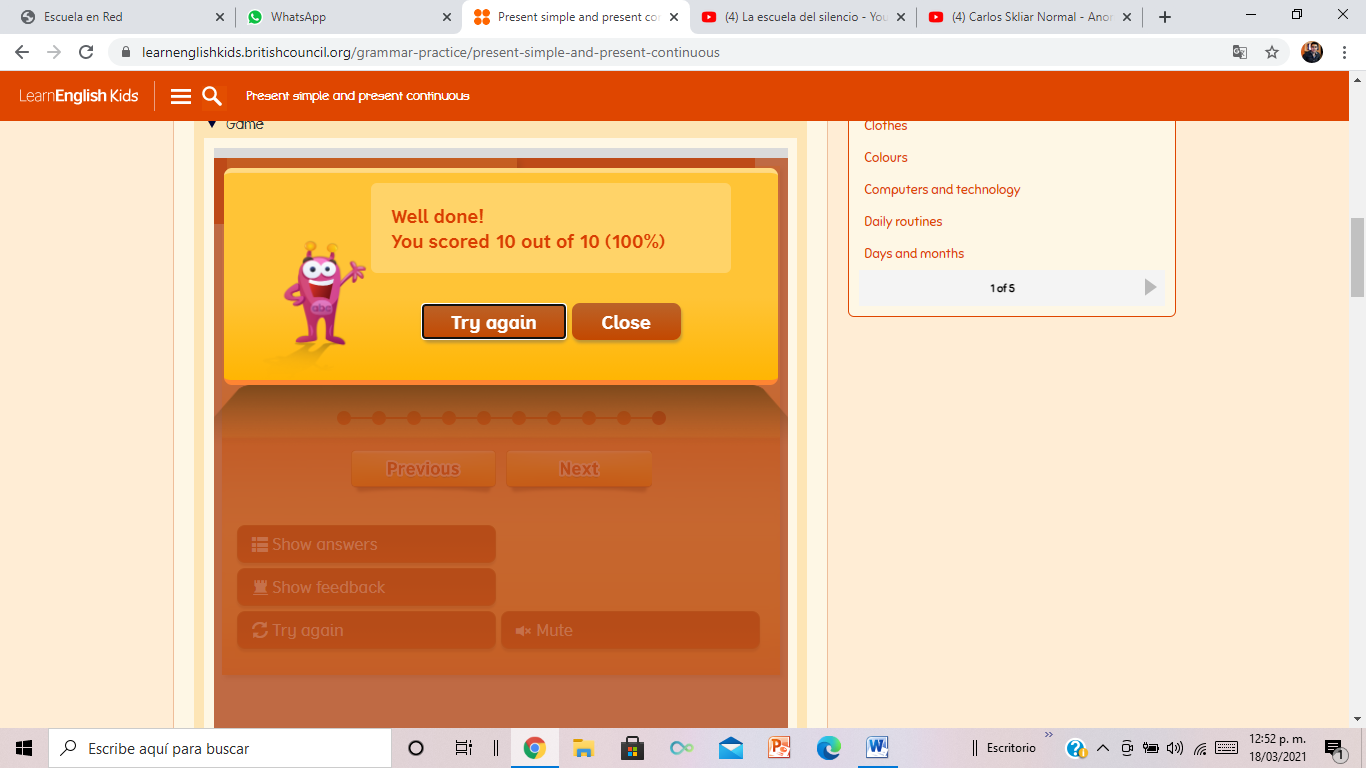 Escuela en Red
WhatsApp
Present simple and present cor
(4) La escuela del silencio - You
(4) Carlos Skliar Normal - Anor
learnenglishkids.britishcouncil.org/grammar-practice/present-simple-and-present-continuous
LearnEnglish Kids
Present simple and present continuous
Game
Well done!
You scored 10 out of 10 (100%)
Try again
Close
Previous
Next
Show answers
Show feedback
Try again
Mute
Clothes
Colours
Computers and technology
Daily routines
Days and months
1 of 5
Escribe aquí para buscar
Escritorio
12:52 p. m.
18/03/2021
1